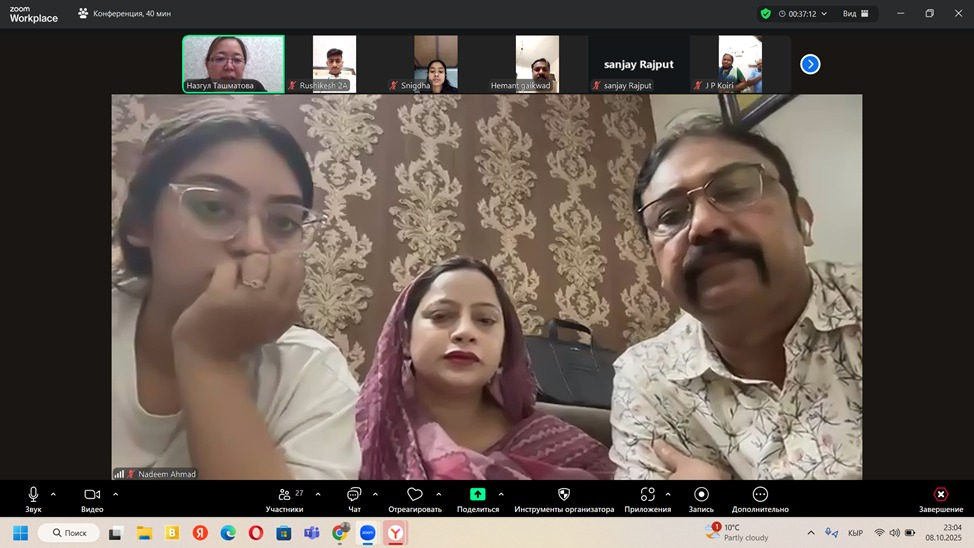 zoom
Workplace
Конференция, 40 мин
00:37:12
Вид
Назгул Ташматова
Rushikesh 2A
Snigdha
Hemant gaikwad
sanjay Rajput
sanjay Rajput
J P Koiri
Nadeem Ahmad
27
Звук
Видео
Участники
Чат
Отреагировать
Поделиться
Инструменты организатора
Приложения
Запись
Дополнительно
Завершение
Поиск
1
10°C
Partly cloudy
КЫР
23:04
08.10.2025